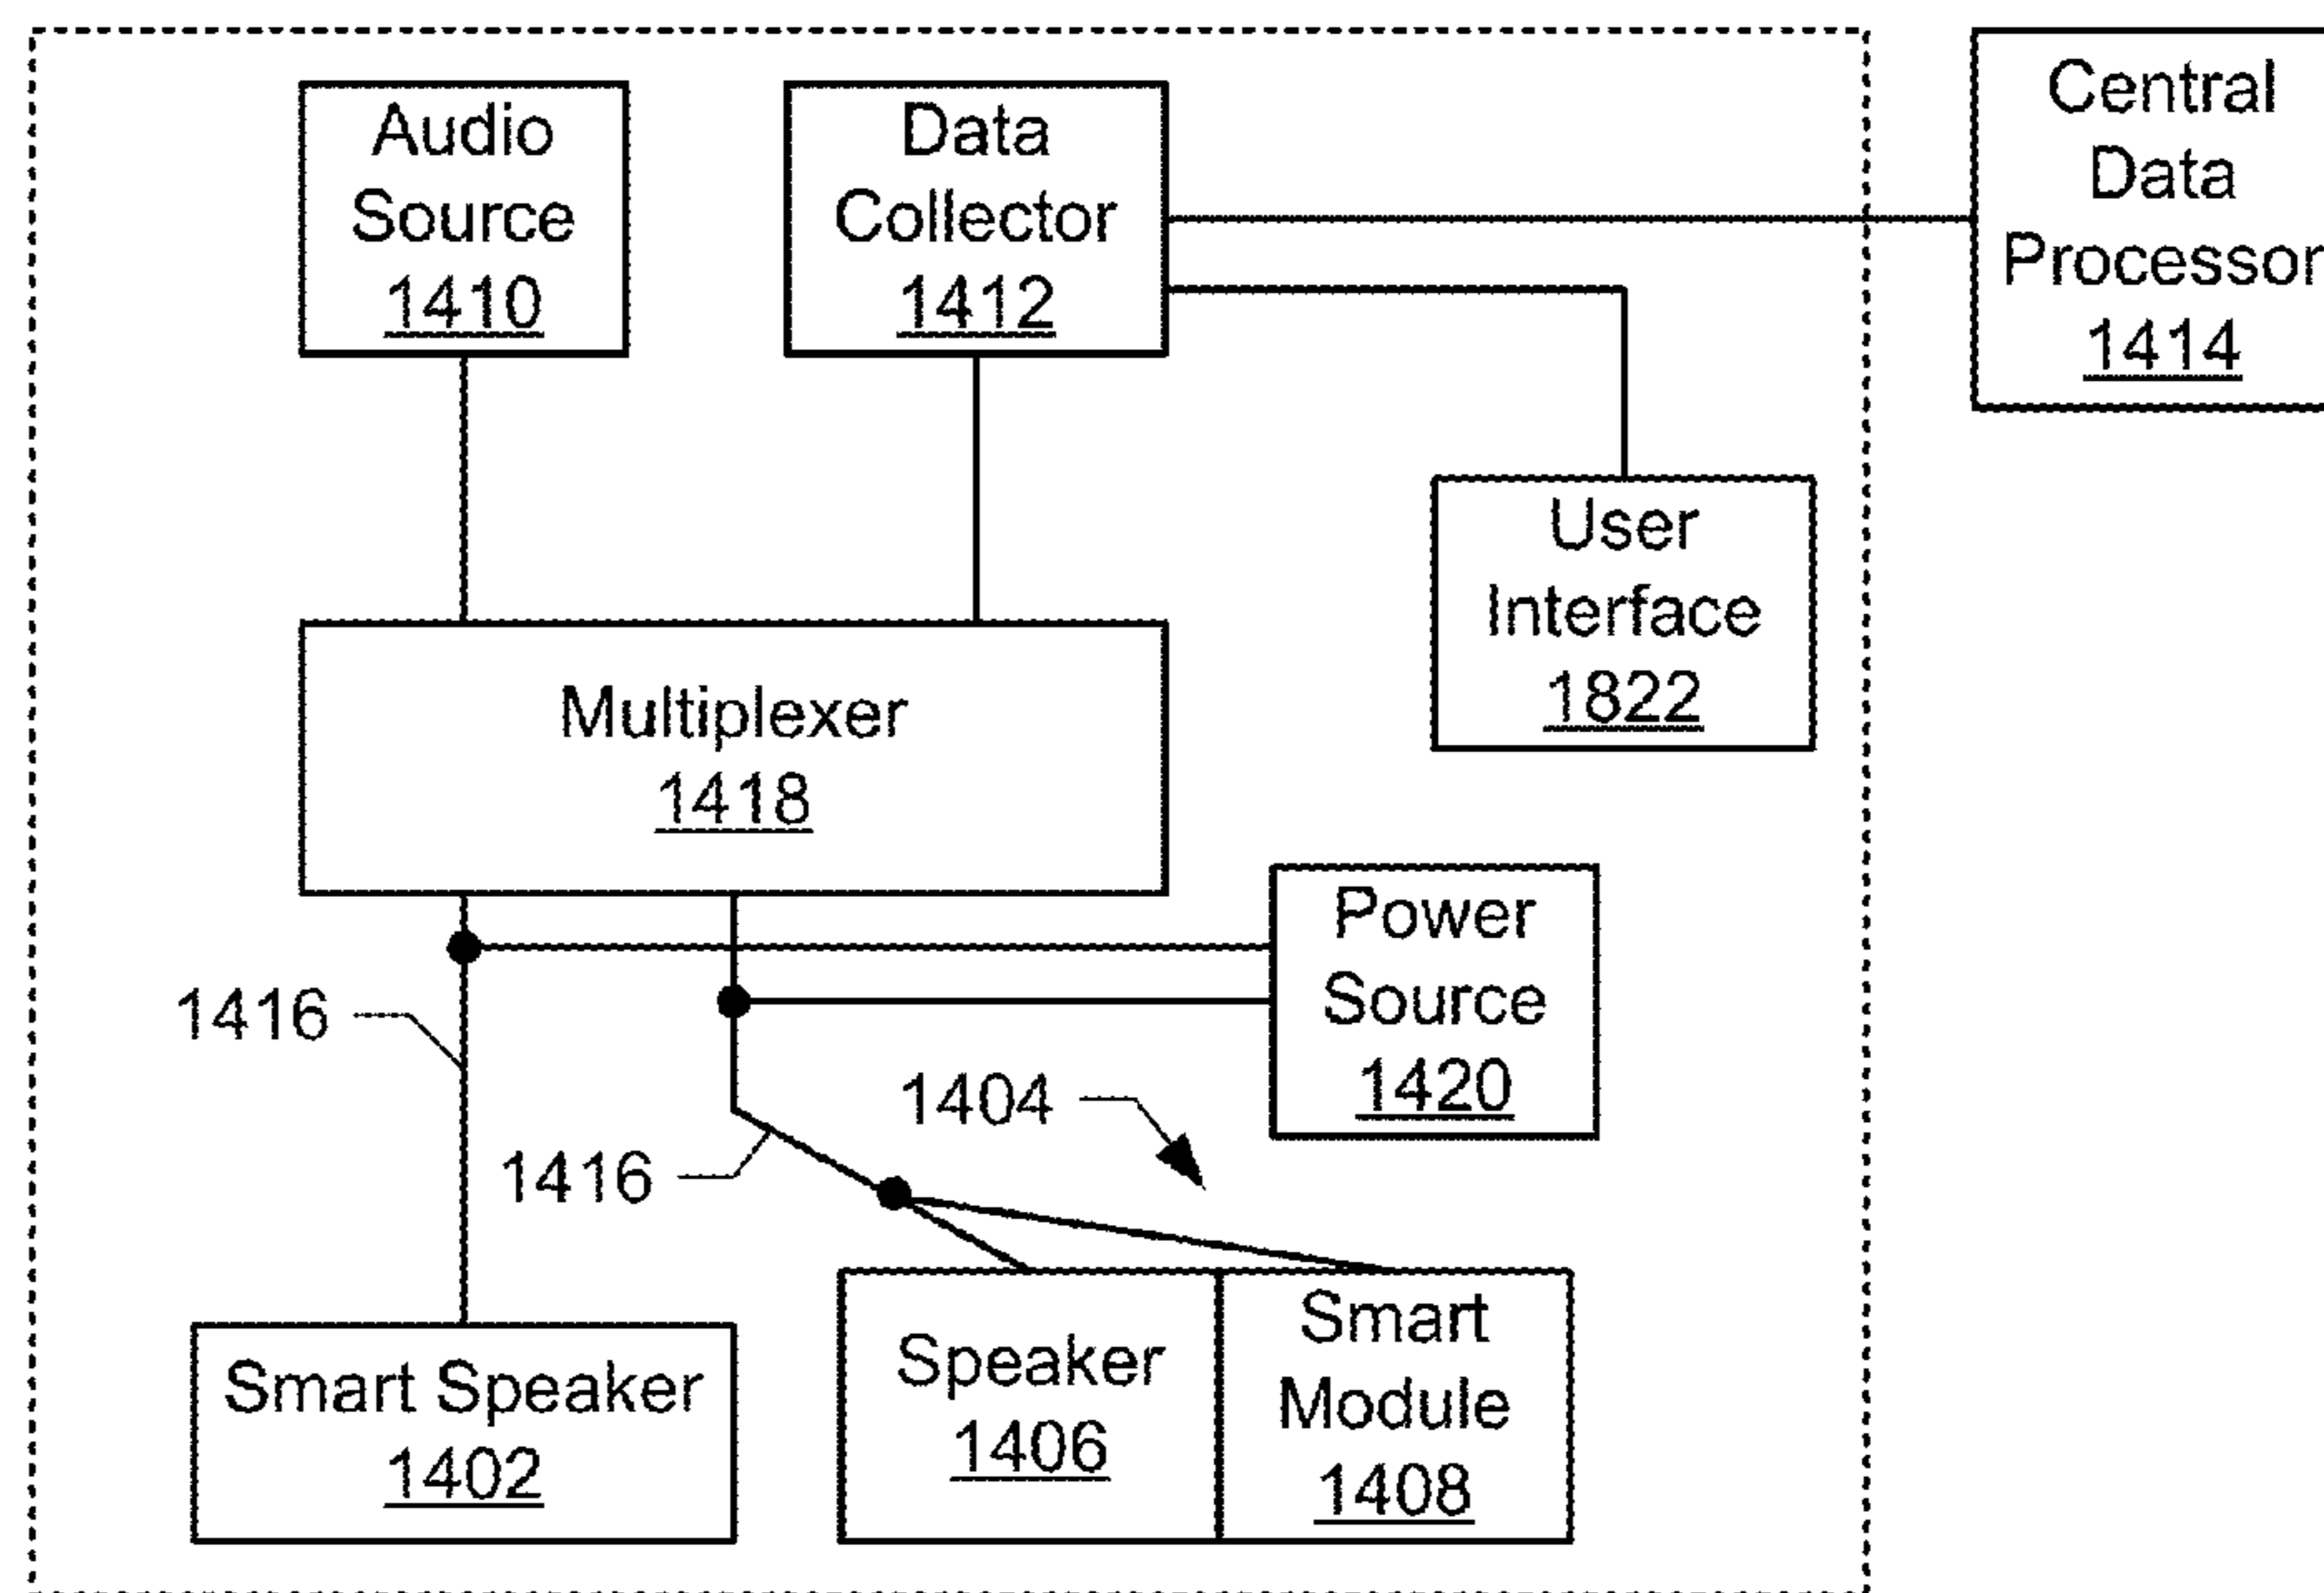 Audio
Source
1410
Data
Collector
1412
Central
Data
Processor
1414
User
Interface
1822
Multiplexer
1418
Power
Source
1420
1416
1404
1416
Smart Speaker
1402
Speaker
1406
Smart
Module
1408